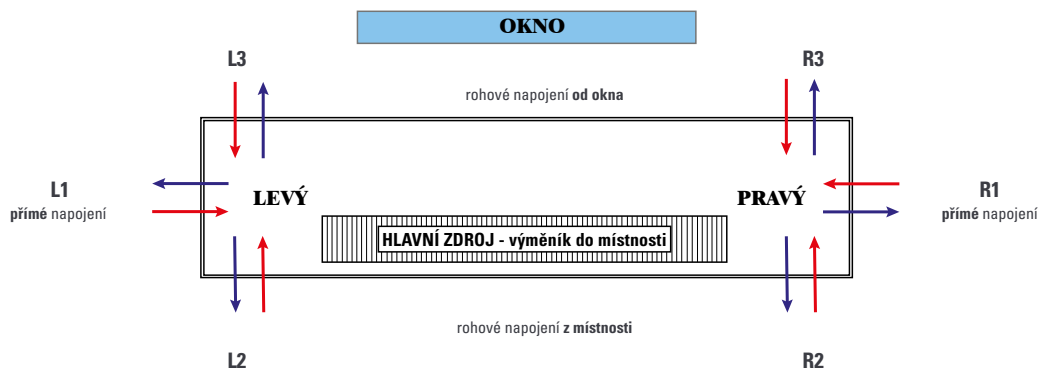 OKNO
L3
R3
rohové napojení od okna
L1
přímé napojení
LEVÝ
PRAVÝ
R1
přímé napojení
HLAVNÍ ZDROJ - výměník do místnosti
rohové napojení z místnosti
L2
R2